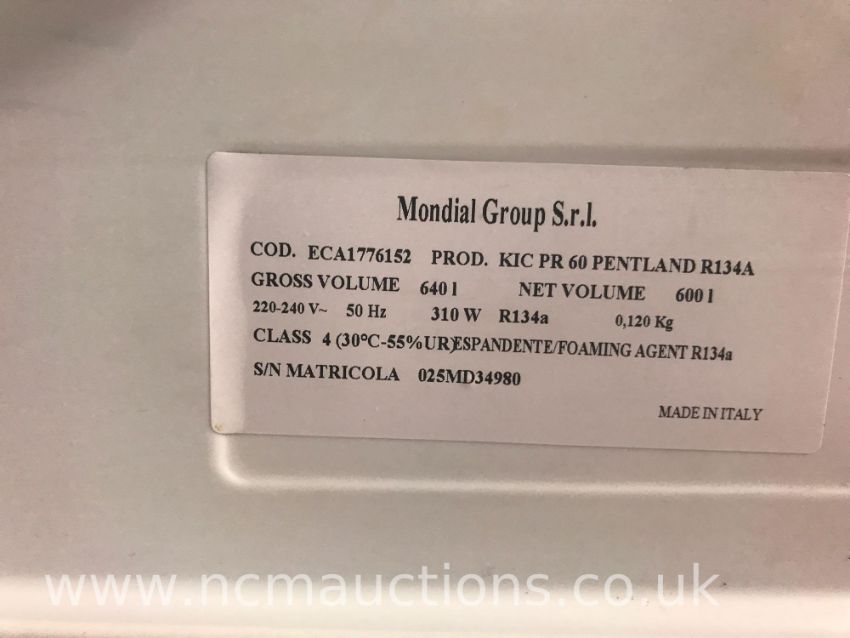 Mondial Group S.r.l.
COD. ECA1776152 PROD. KIC PR 60 PENTLAND R134A
GROSS VOLUME 640 l NET VOLUME 600 l
220-240 V~ 50 Hz 310 W R134a 0,120 Kg
CLASS 4 (30°C-55%UR)ESPANDENTE/FOAMING AGENT R134a
S/N MATRICOLA 025MD34980
MADE IN ITALY
www.ncmauctions.co.uk